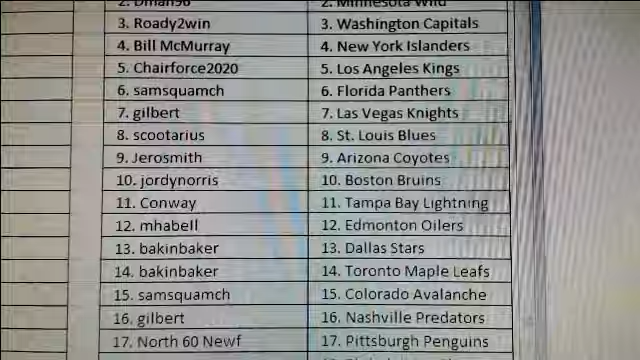 2. Dman96 2. Minnesota Wild
3. Roady2win 3. Washington Capitals
4. Bill McMurray 4. New York Islanders
5. Chairforce2020 5. Los Angeles Kings
6. samsquamch 6. Florida Panthers
7. gilbert 7. Las Vegas Knights
8. scootarius 8. St. Louis Blues
9. Jerosmith 9. Arizona Coyotes
10. jordynorris 10. Boston Bruins
11. Conway 11. Tampa Bay Lightning
12. mhabell 12. Edmonton Oilers
13. bakinbaker 13. Dallas Stars
14. bakinbaker 14. Toronto Maple Leafs
15. samsquamch 15. Colorado Avalanche
16. gilbert 16. Nashville Predators
17. North 60 Newf 17. Pittsburgh Penguins